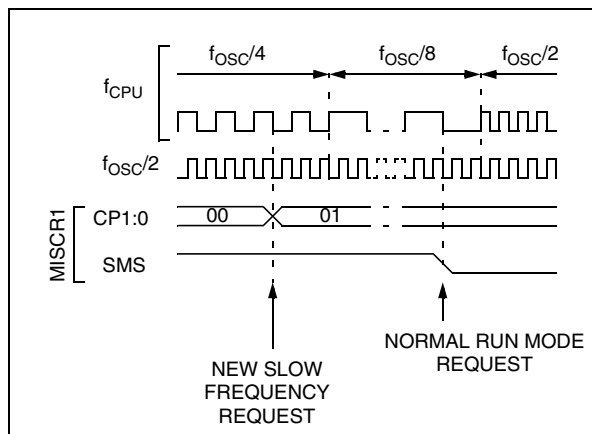 fOSC/4 fOSC/8 fOSC/2
fCPU
fOSC/2
MISCR1
CP1:0 00 01
SMS
NEW SLOW
FREQUENCY
REQUEST
NORMAL RUN MODE
REQUEST